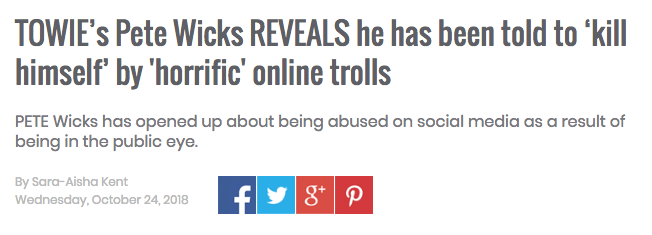 TOWIE’s Pete Wicks REVEALS he has been told to ‘kill
himself’ by 'horrific' online trolls
PETE Wicks has opened up about being abused on social media as a result of
being in the public eye.
By Sara-Aisha Kent
Wednesday, October 24, 2018